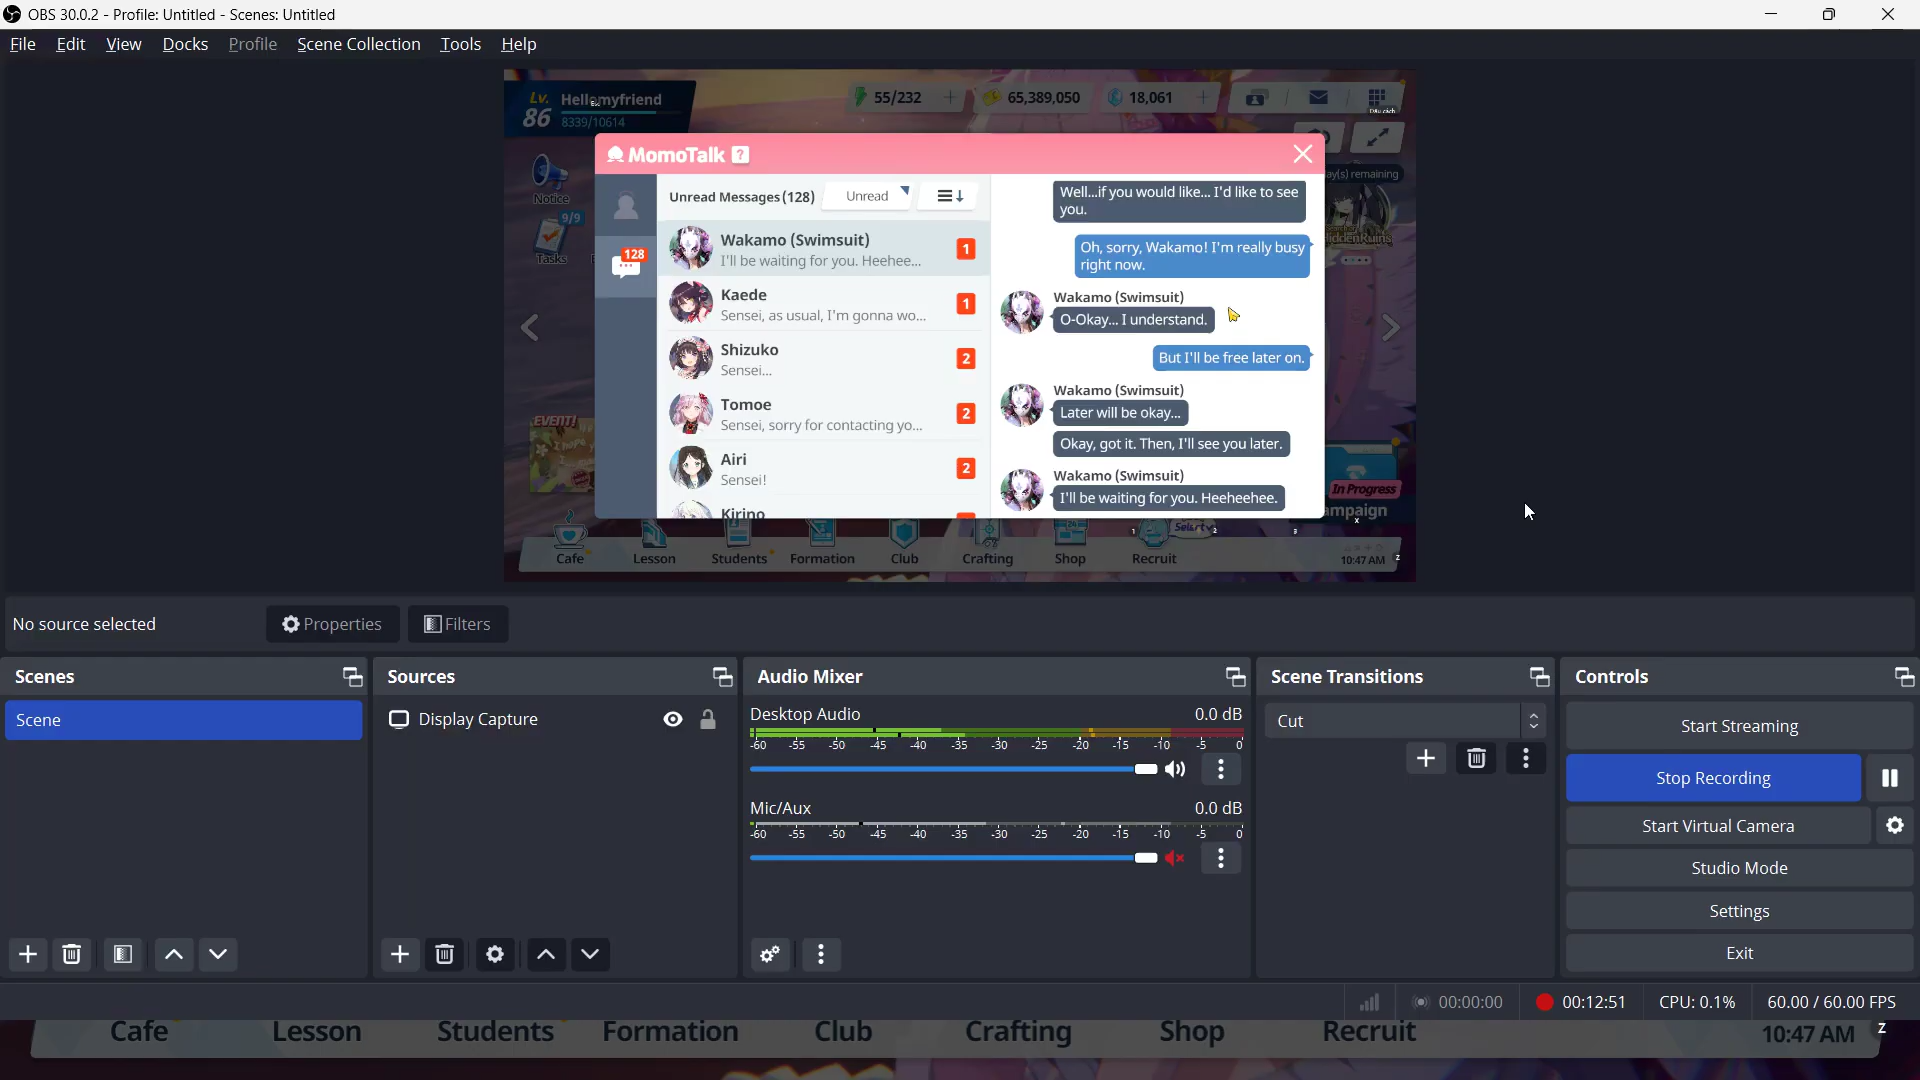 OBS 30.0.2 - Profile: Untitled - Scenes: Untitled
File Edit View Docks Profile Scene Collection Tools Help
Lv. 86 Hellomyfriend
8339/10614
55/232 65,389,050 18,061
Notice
9/9
Tasks
EVENT!
MomoTalk ?
Unread Messages (128) Unread
128
Wakamo (Swimsuit) 1
I'll be waiting for you. Heehee...
Kaede 1
Sensei, as usual, I'm gonna wo...
Shizuko 2
Sensei...
Tomoe 2
Sensei, sorry for contacting yo...
Airi 2
Sensei!
Kirino
Well...if you would like... I'd like to see
you.
Oh, sorry, Wakamo! I'm really busy
right now.
Wakamo (Swimsuit)
O-Okay... I understand.
But I'll be free later on.
Wakamo (Swimsuit)
Later will be okay...
Okay, got it. Then, I'll see you later.
Wakamo (Swimsuit)
I'll be waiting for you. Heeheehee.
ay(s) remaining
In Progress
ampaign
Cafe Lesson Students Formation Club Crafting Shop Recruit 10:47 AM Z
No source selected Properties Filters
Scenes
Scene
Sources
Display Capture
Audio Mixer
Desktop Audio 0.0 dB
-60 -55 -50 -45 -40 -35 -30 -25 -20 -15 -10 -5 0
Mic/Aux 0.0 dB
-60 -55 -50 -45 -40 -35 -30 -25 -20 -15 -10 -5 0
Scene Transitions
Cut
Controls
Start Streaming
Stop Recording
Start Virtual Camera
Studio Mode
Settings
Exit
00:00:00 00:12:51 CPU: 0.1% 60.00 / 60.00 FPS
Cafe Lesson Students Formation Club Crafting Shop Recruit 10:47 AM Z